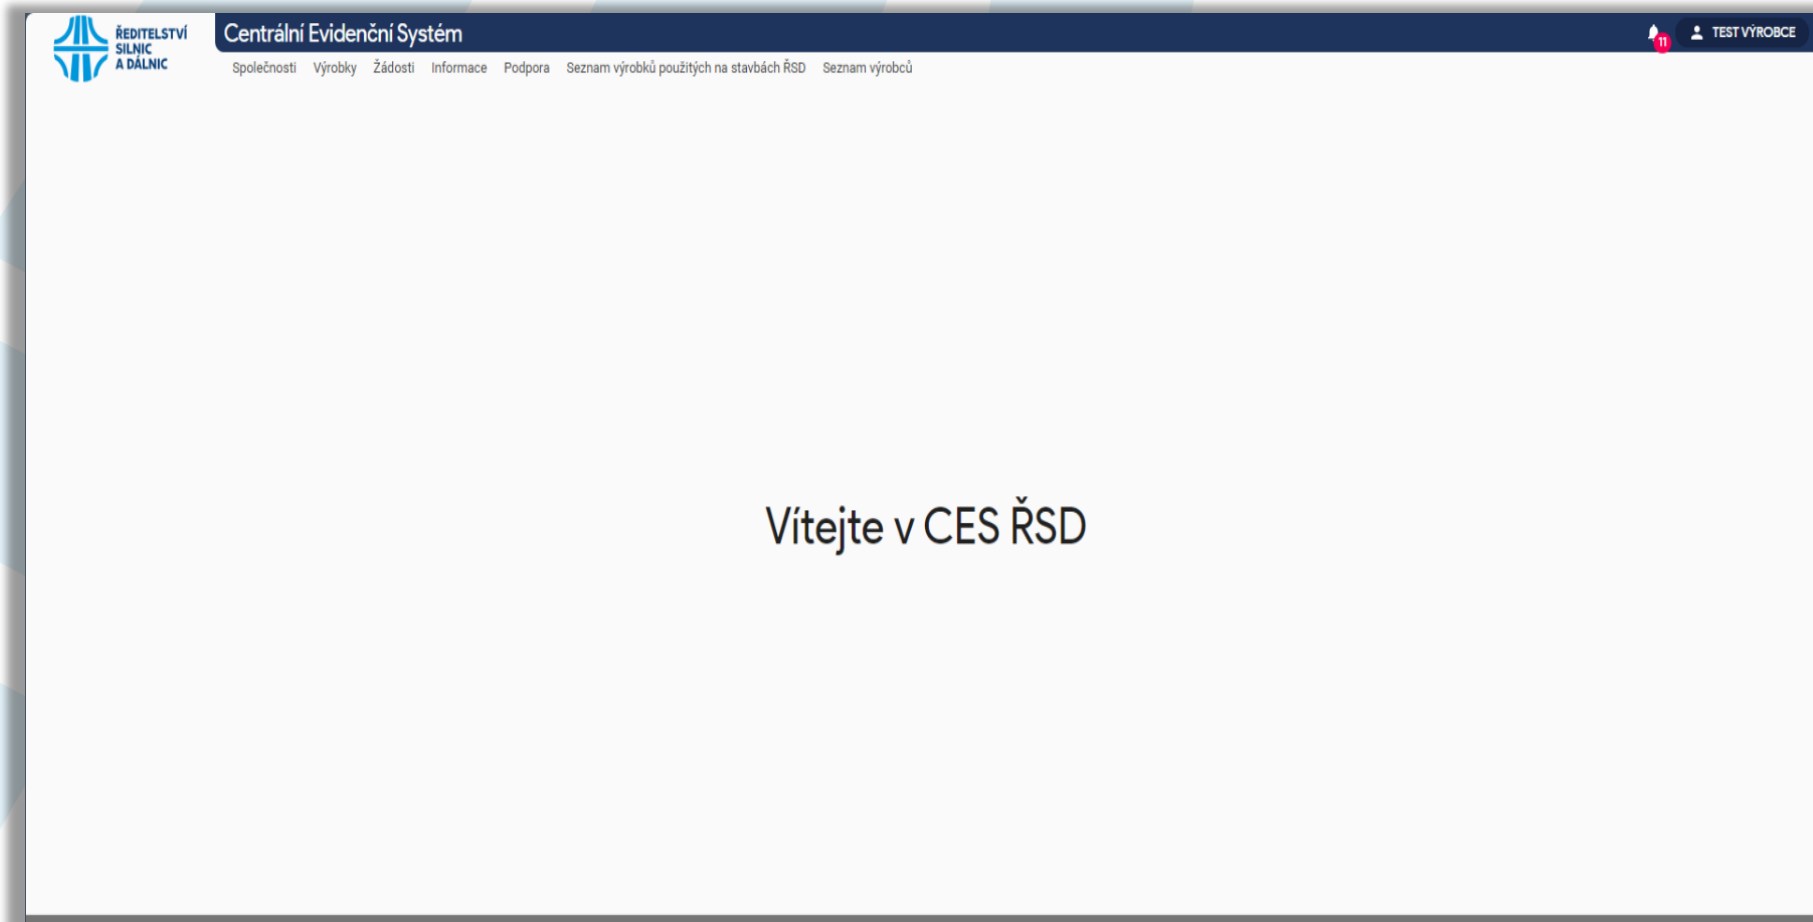 ŘEDITELSTVÍ
SILNIC
A DÁLNIC
Centrální Evidenční Systém
11
TEST VÝROBCE
Společnosti Výrobky Žádosti Informace Podpora Seznam výrobků použitých na stavbách ŘSD Seznam výrobců
Vítejte v CES ŘSD